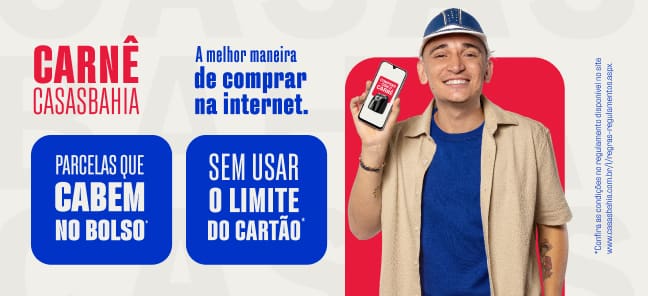 CARNÊ
CASASBAHIA
A melhor maneira
de comprar
na internet.
PARCELAS QUE
CABEM
NO BOLSO*
SEM USAR
O LIMITE
DO CARTÃO*
CARNÊ
*Confira as condições no regulamento disponível no site
www.casasbahia.com.br/l/regras-regulamentos.aspx